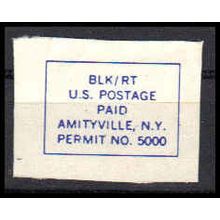 BLK/RT
U.S. POSTAGE
PAID
AMITYVILLE, N.Y.
PERMIT NO. 5000